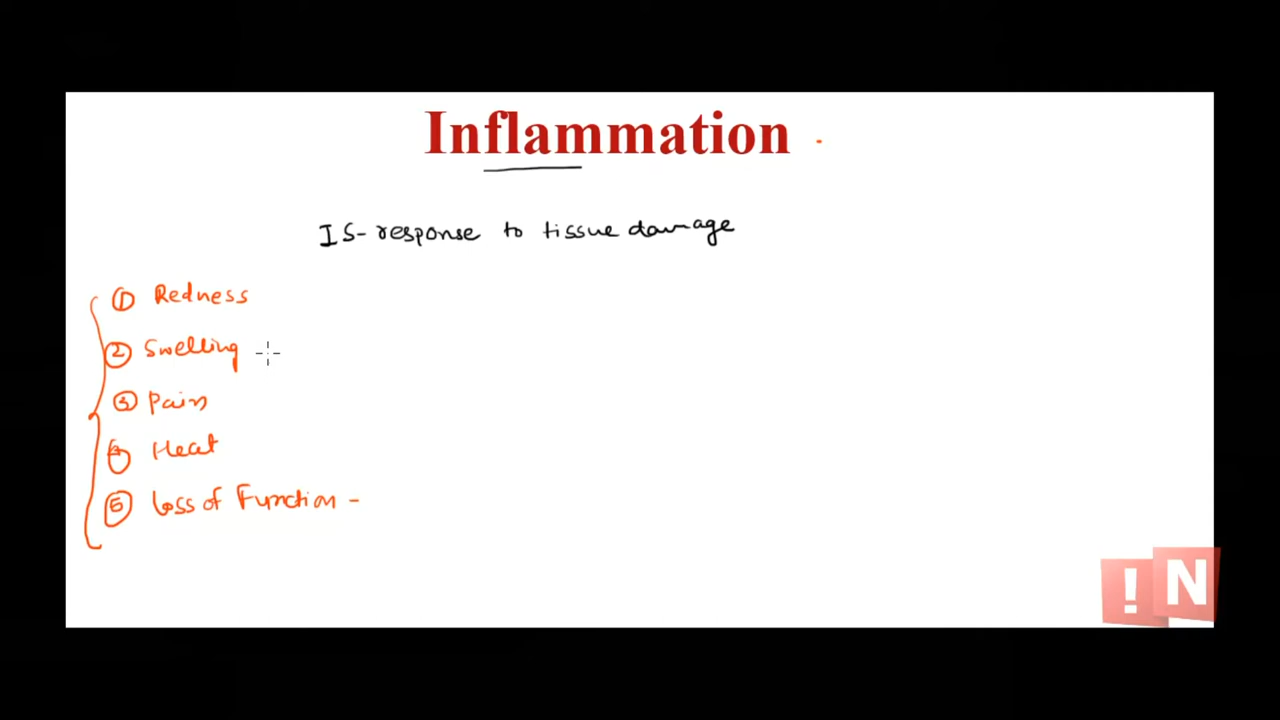 Inflammation
IS-response to tissue damage
① Redness
② Swelling
③ Pain
④ Heat
⑤ Loss of Function -
!N